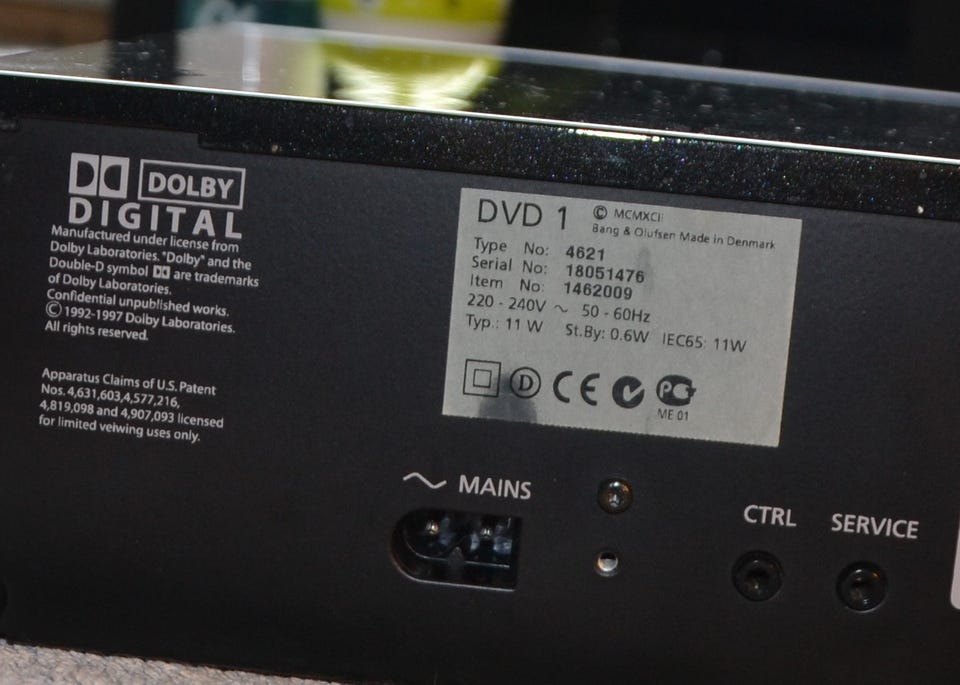 DOLBY
DIGITAL
Manufactured under license from
Dolby Laboratories. "Dolby" and the
Double-D symbol are trademarks
of Dolby Laboratories.
Confidential unpublished works.
© 1992-1997 Dolby Laboratories.
All rights reserved.
Apparatus Claims of U.S. Patent
Nos. 4,631,603,4,577,216,
4,819,098 and 4,907,093 licensed
for limited veiwing uses only.
DVD 1 © MCMXCII
Bang & Olufsen Made in Denmark
Type No: 4621
Serial No: 18051476
Item No: 1462009
220 - 240V ~ 50 - 60Hz
Typ.: 11 W St.By: 0.6W IEC65: 11W
D CE PG
ME 01
~ MAINS
CTRL
SERVICE